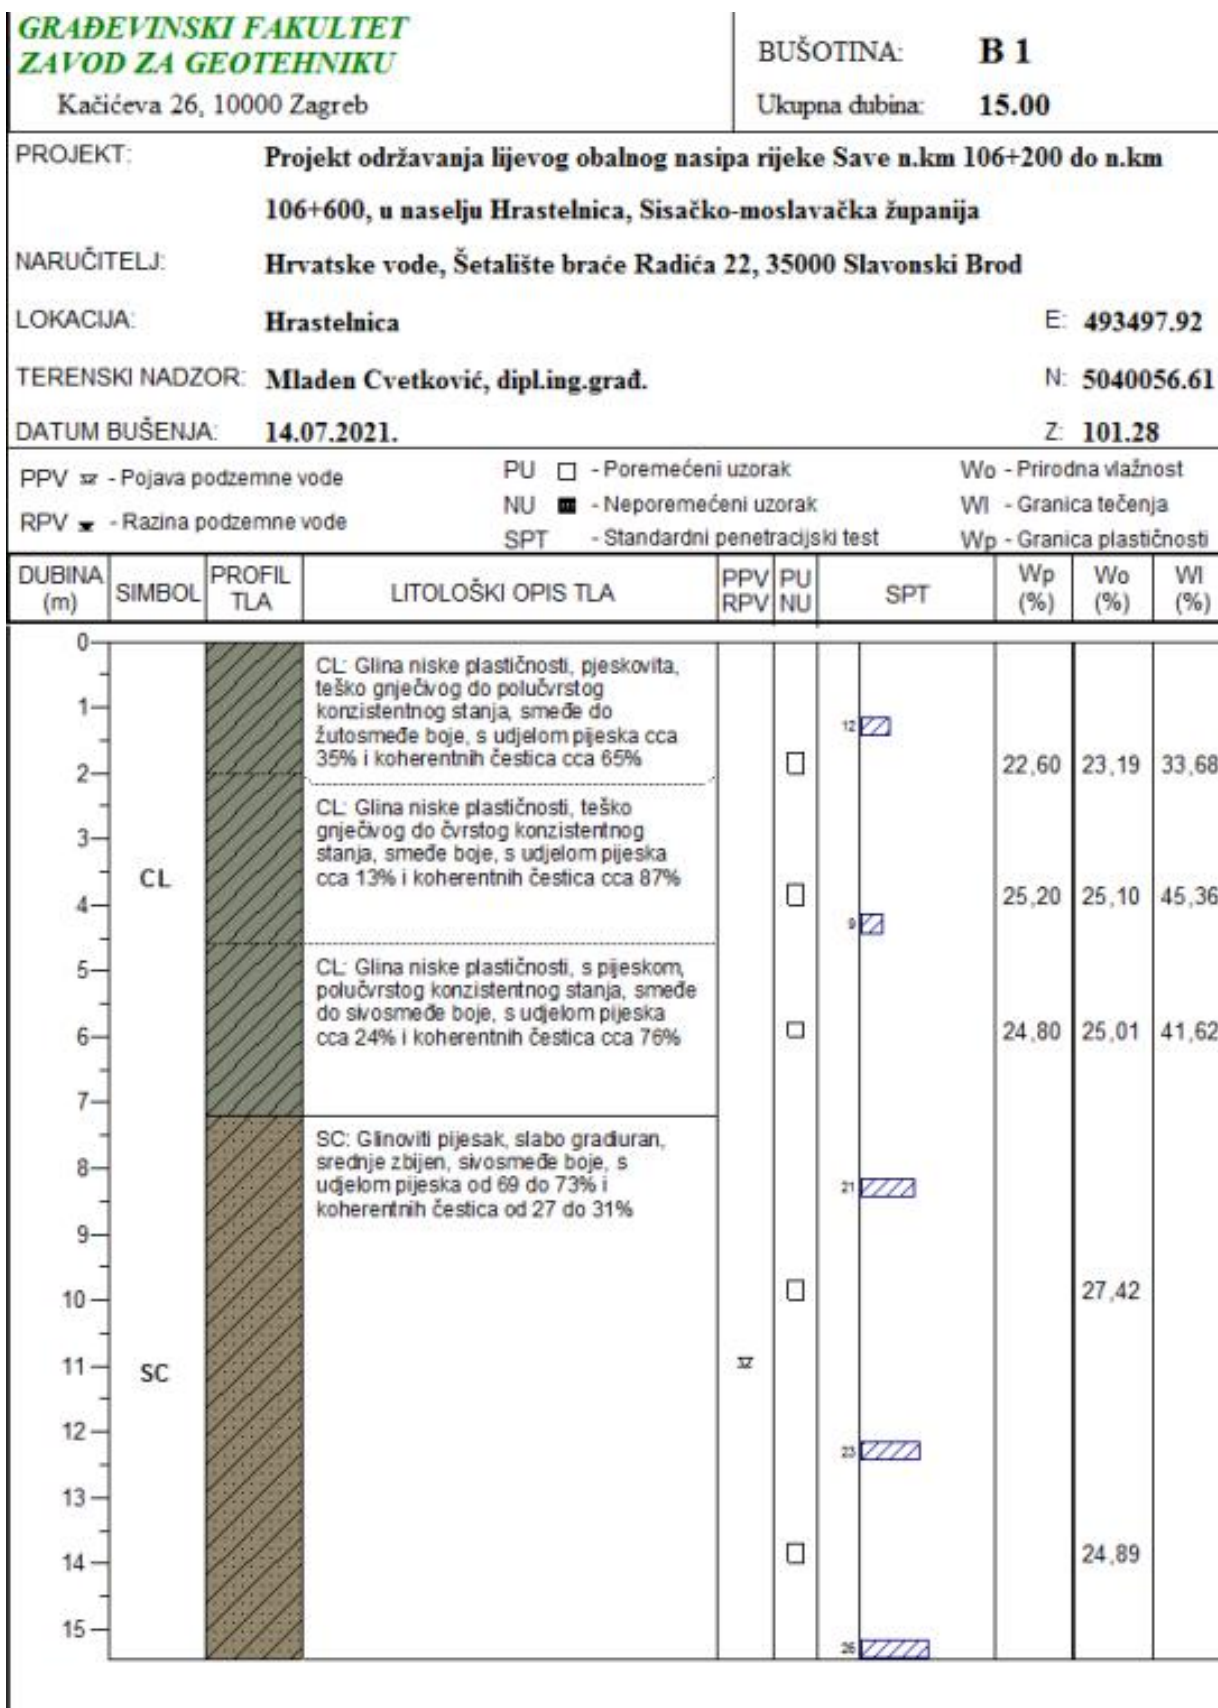 GRAĐEVINSKI FAKULTET
ZAVOD ZA GEOTEHNIKU
Kačićeva 26, 10000 Zagreb
BUŠOTINA: B 1
Ukupna dubina: 15.00
PROJEKT: Projekt održavanja lijevog obalnog nasipa rijeke Save n.km 106+200 do n.km
106+600, u naselju Hrastelnica, Sisačko-moslavačka županija
NARUČITELJ: Hrvatske vode, Šetalište braće Radića 22, 35000 Slavonski Brod
LOKACIJA: Hrastelnica E: 493497.92
TERENSKI NADZOR: Mladen Cvetković, dipl.ing.građ. N: 5040056.61
DATUM BUŠENJA: 14.07.2021. Z: 101.28
PPV - Pojava podzemne vode
RPV - Razina podzemne vode
PU - Poremećeni uzorak
NU - Neporemećeni uzorak
SPT - Standardni penetracijski test
Wo - Prirodna vlažnost
Wl - Granica tečenja
Wp - Granica plastičnosti
DUBINA (m) SIMBOL PROFIL TLA LITOLOŠKI OPIS TLA PPV RPV PU NU SPT Wp (%) Wo (%) Wl (%)
0
CL: Glina niske plastičnosti, pjeskovita,
teško gnječivog do polučvrstog
1 konzistentnog stanja, smeđe do
žutosmeđe boje, s udjelom pijeska cca 12
35% i koherentnih čestica cca 65% 22,60 23,19 33,68
2
CL: Glina niske plastičnosti, teško
3 gnječivog do čvrstog konzistentnog
stanja, smeđe boje, s udjelom pijeska
CL cca 13% i koherentnih čestica cca 87%
4 25,20 25,10 45,36
9
5 CL: Glina niske plastičnosti, s pijeskom,
polučvrstog konzistentnog stanja, smeđe
do sivosmeđe boje, s udjelom pijeska
6 cca 24% i koherentnih čestica cca 76% 24,80 25,01 41,62
7
SC: Glinoviti pijesak, slabo gradiuran,
8 srednje zbijen, sivosmeđe boje, s
udjelom pijeska od 69 do 73% i 21
koherentnih čestica od 27 do 31%
9
10 27,42
11
SC
12
23
13
14 24,89
15
26